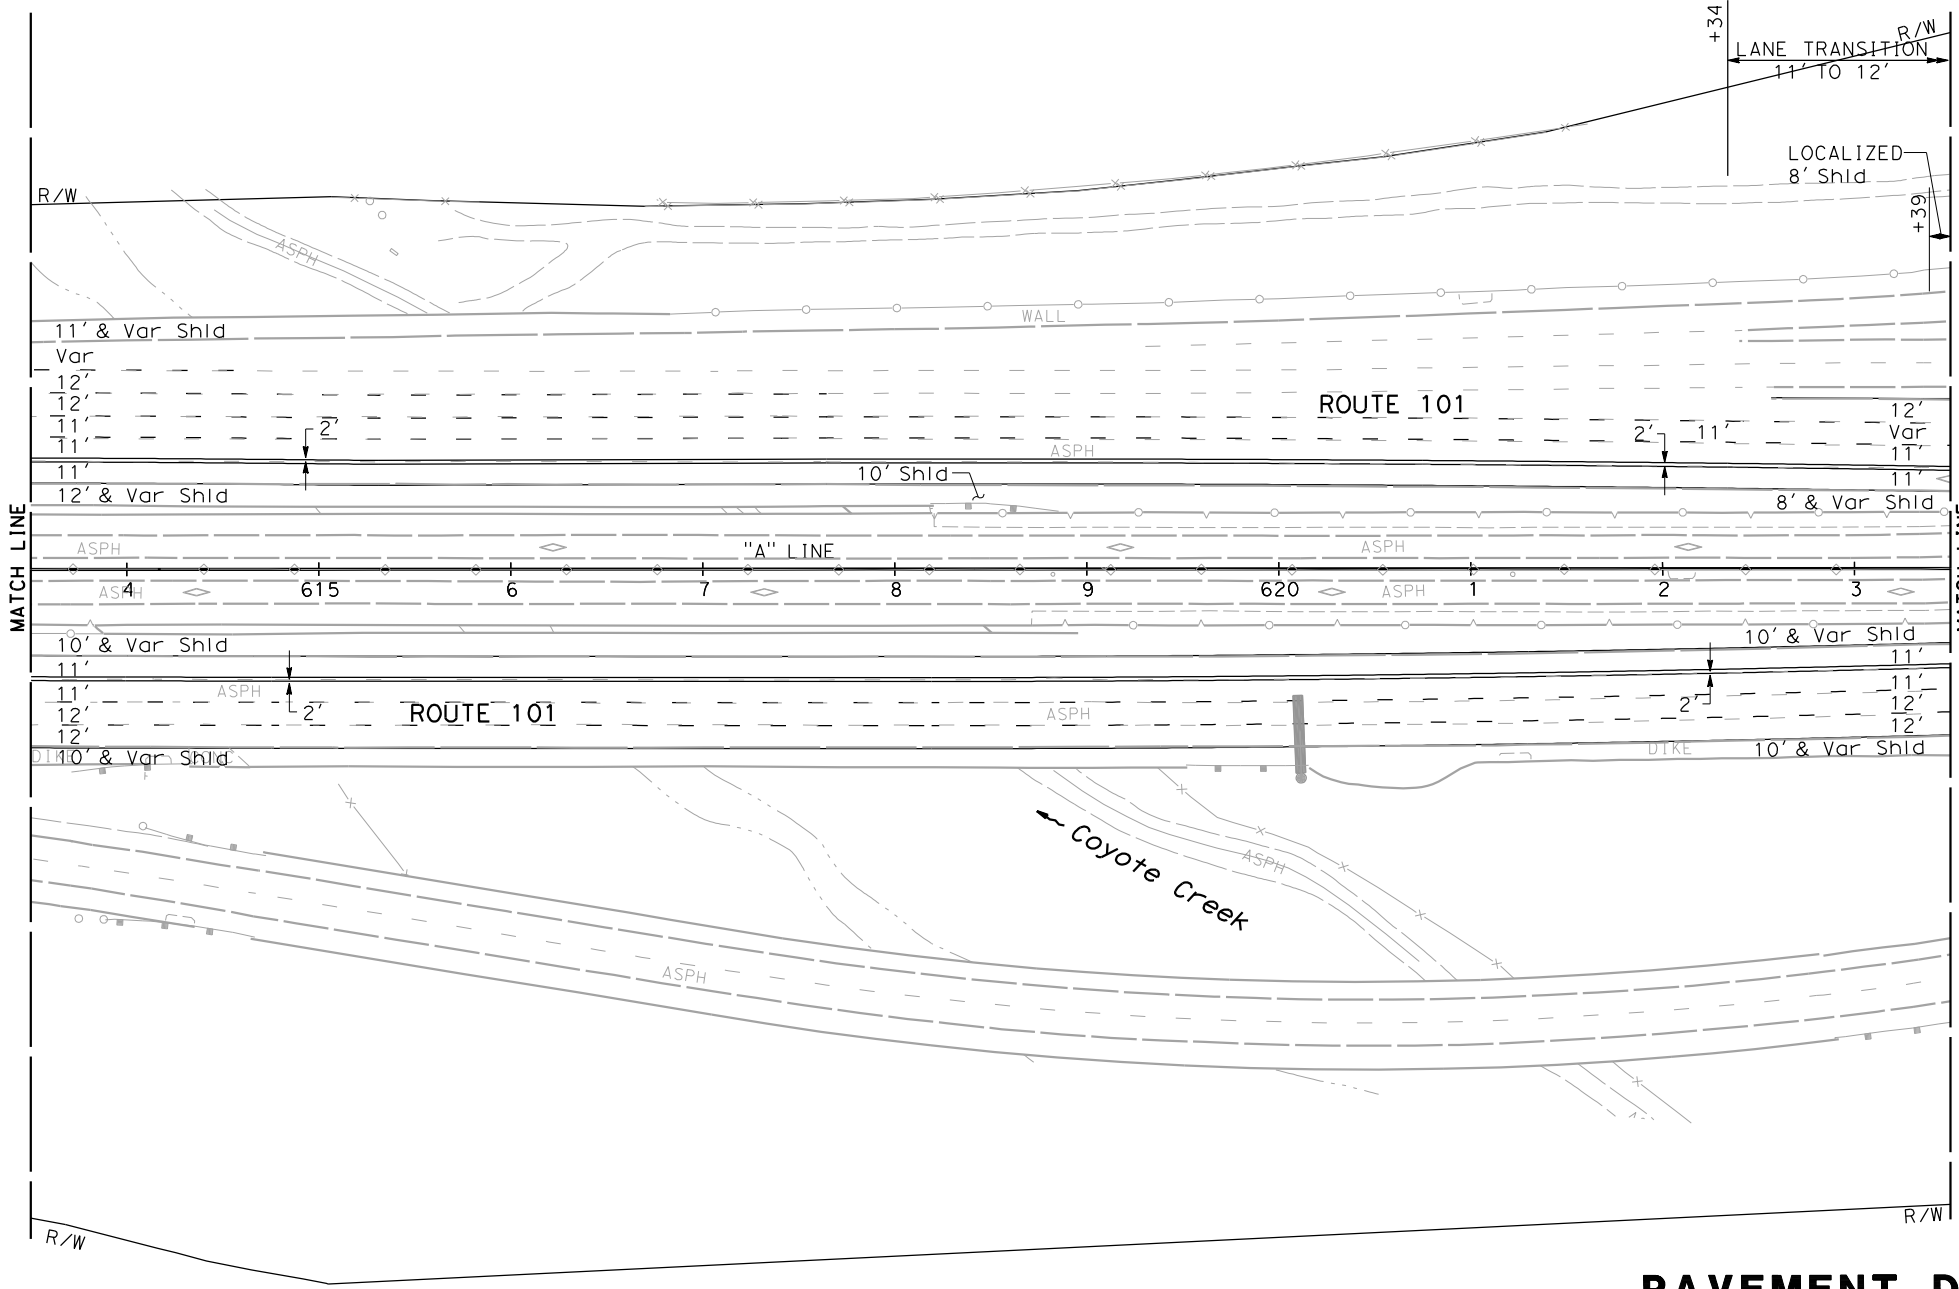 +34
R/W
LANE TRANSITION
11' TO 12'
LOCALIZED
8' Shld
+39
R/W
ASPH
WALL
11' & Var Shld
Var
12'
12'
11'
11'
11'
12' & Var Shld
2'
ROUTE 101
ASPH
10' Shld
2'
11'
12'
Var
11'
11'
8' & Var Shld
MATCH LINE
ASPH
"A" LINE
ASPH
4
615
6
7
8
9
620
1
2
3
ASPH
ASPH
10' & Var Shld
11'
11'
12'
12'
10' & Var Shld
DIKE
ASPH
2'
ROUTE 101
ASPH
10' & Var Shld
11'
11'
12'
12'
2'
DIKE
10' & Var Shld
Coyote Creek
ASPH
ASPH
R/W
R/W
PAVEMENT D